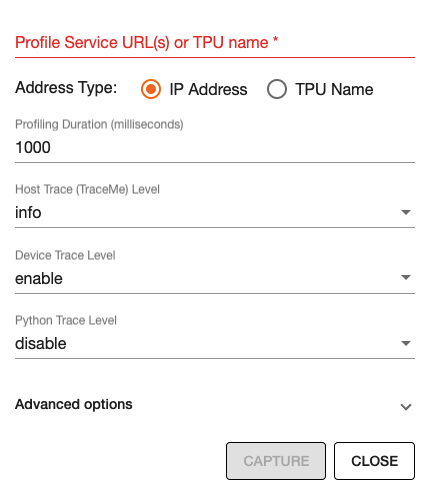 Profile Service URL(s) or TPU name *
Address Type: IP Address TPU Name
Profiling Duration (milliseconds)
1000
Host Trace (TraceMe) Level
info
Device Trace Level
enable
Python Trace Level
disable
Advanced options
CAPTURE CLOSE